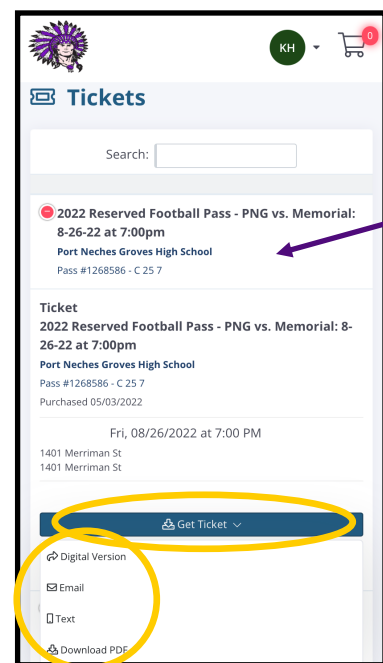 KH
0
Tickets
Search:
2022 Reserved Football Pass - PNG vs. Memorial:
8-26-22 at 7:00pm
Port Neches Groves High School
Pass #1268586 - C 25 7
Ticket
2022 Reserved Football Pass - PNG vs. Memorial: 8-
26-22 at 7:00pm
Port Neches Groves High School
Pass #1268586 - C 25 7
Purchased 05/03/2022
Fri, 08/26/2022 at 7:00 PM
1401 Merriman St
1401 Merriman St
Get Ticket
Digital Version
Email
Text
Download PDF